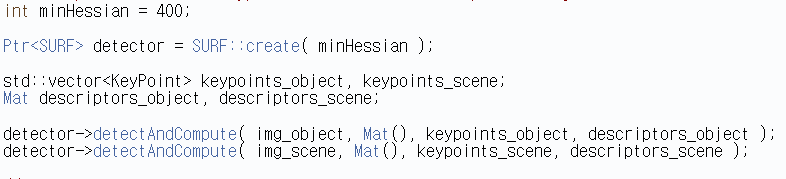 int minHessian = 400;
Ptr<SURF> detector = SURF::create( minHessian );
std::vector<KeyPoint> keypoints_object, keypoints_scene;
Mat descriptors_object, descriptors_scene;
detector->detectAndCompute( img_object, Mat(), keypoints_object, descriptors_object );
detector->detectAndCompute( img_scene, Mat(), keypoints_scene, descriptors_scene );